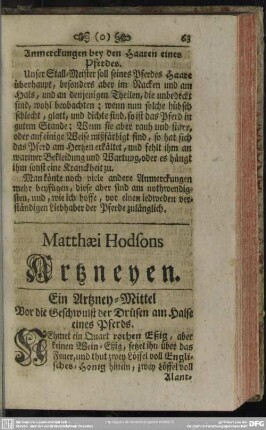 (o) 63
Anmerckungen bey den Haaren eines
Pferdes.
Unser Stall-Meister soll seines Pferdes Haare
überhaupt, besonders aber im Nacken und am
Hals, und an denjenigen Theilen, die unbedeckt
sind, wohl beobachten; wenn nun solche hübsch
schlecht, glatt, und dichte sind, so ist das Pferd in
gutem Stande; Wenn sie aber rauh und
oder auf einige Weise mißfärbigt sind, so hat sich
das Pferd am Hertzen erkältet, und fehlt ihm an
warmer Bekleidung und Wartung, oder es hängt
ihm sonst eine Kranckheit zu.
Man könte noch viele andere Anmerckungen
mehr beyfügen, diese aber sind am nothwendig-
sten, und, wie ich hoffe, vor einen iedweden ver-
ständigen Liebhaber der Pferde zulänglich.
Matthæi Hodsons
Artzneyen.
Ein Artzney-Mittel
Vor die Geschwulst der Drüsen am Halse
eines Pferds.
NEhmet ein Quart rothen Eßig, aber
keinen Wein-Eßig, setzet ihn über das
Feuer, und thut zwey Löffel voll Engli-
sches-Honig hinein, zwey Löffel voll
Alant-